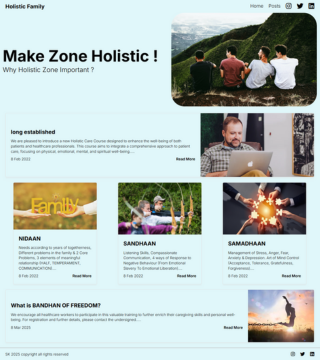 Holistic Family
Home Posts
Make Zone Holistic !
Why Holistic Zone Important ?
long established
We are pleased to introduce a new Holistic Care Course designed to enhance the well-being of both
patients and healthcare professionals. This course aims to integrate a comprehensive approach to patient
care, focusing on physical, emotional, mental, and spiritual well-being....
8 Feb 2022 Read More
Family
NIDAAN
Needs according to years of togetherness,
Different problems in the family & 2 Core
Problems, 3 elements of meaningful
relationship (HALF, TEMPERAMENT,
COMMUNICATION)....
8 Feb 2022 Read More
SANDHAAN
Listening Skills, Compassionate
Communication, 4 ways of Response to
Negative Behaviour (From Emotional
Slavery To Emotional Liberation)...
8 Feb 2022 Read More
SAMADHAAN
Management of Stress, Anger, Fear,
Anxiety & Depression, Art of Mind Control
(Acceptance, Tolerance, Gratefulness,
Forgiveness)...
8 Feb 2022 Read More
What is BANDHAN OF FREEDOM?
We encourage all healthcare workers to participate in this valuable training to further enrich their caregiving skills and personal well-
being. For registration and further details, please contact the undersigned....
8 Mar 2023 Read More
copyright all rights reserved